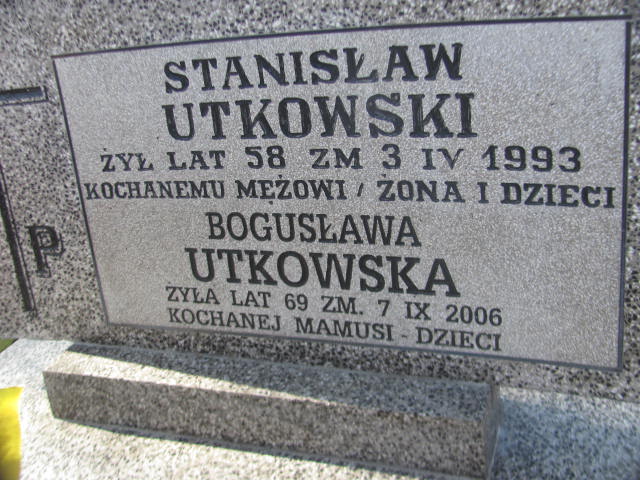 STANISŁAW
UTKOWSKI
ŻYŁ LAT 58 ZM 3 IV 1993
KOCHANEMU MĘŻOWI / ŻONA I DZIECI
BOGUSŁAWA
UTKOWSKA
ŻYŁA LAT 69 ZM. 7 IX 2006
KOCHANEJ MAMUSI - DZIECI
P